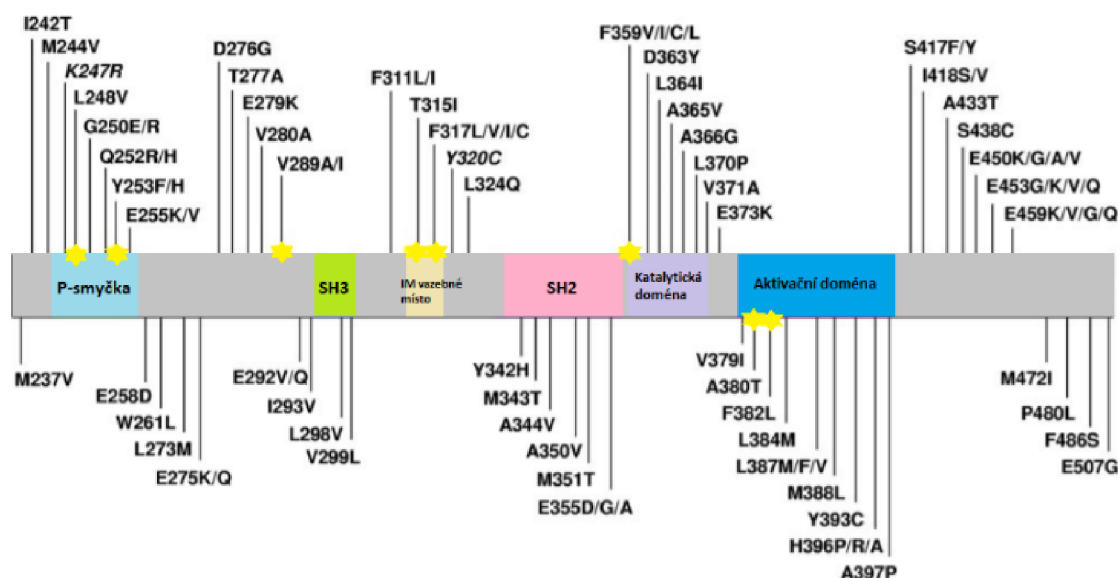 I242T
M244V
K247R
L248V
G250E/R
Q252R/H
Y253F/H
E255K/V
D276G
T277A
E279K
V280A
V289A/I
F311L/I
T315I
F317L/V/I/C
Y320C
L324Q
F359V/I/C/L
D363Y
L364I
A365V
A366G
L370P
V371A
E373K
S417F/Y
I418S/V
A433T
S438C
E450K/G/A/V
E453G/K/V/Q
E459K/V/G/Q
P-smyčka
SH3
IM vazebné
místo
SH2
Katalytická
doména
Aktivační doména
M237V
E258D
W261L
L273M
E275K/Q
E292V/Q
I293V
L298V
V299L
Y342H
M343T
A344V
A350V
M351T
E355D/G/A
V379I
A380T
F382L
L384M
L387M/F/V
M388L
Y393C
H396P/R/A
A397P
M472I
P480L
F486S
E507G